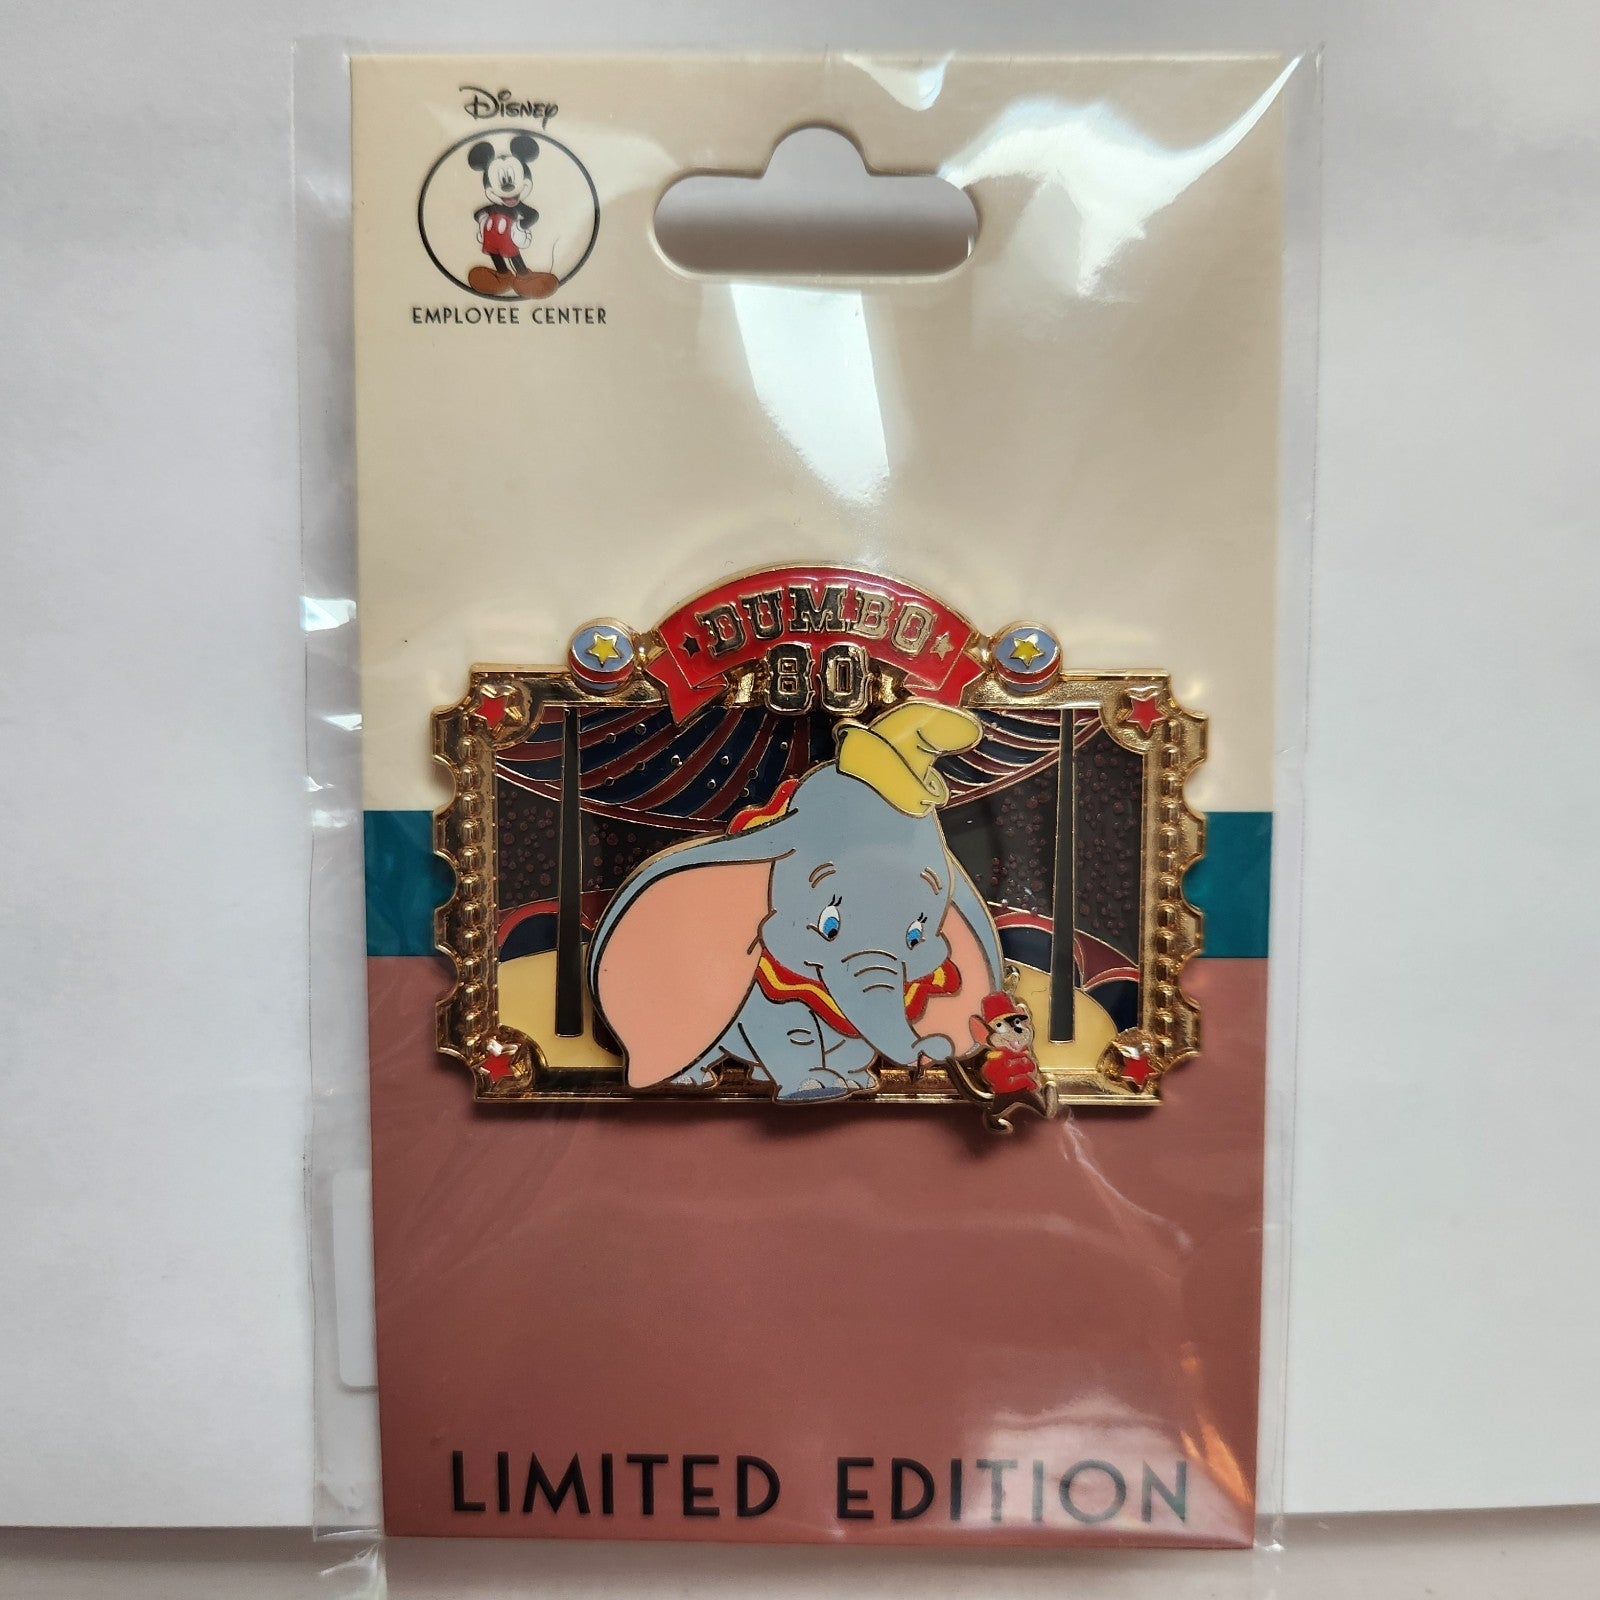 Disney
EMPLOYEE CENTER
DUMBO
80
LIMITED EDITION